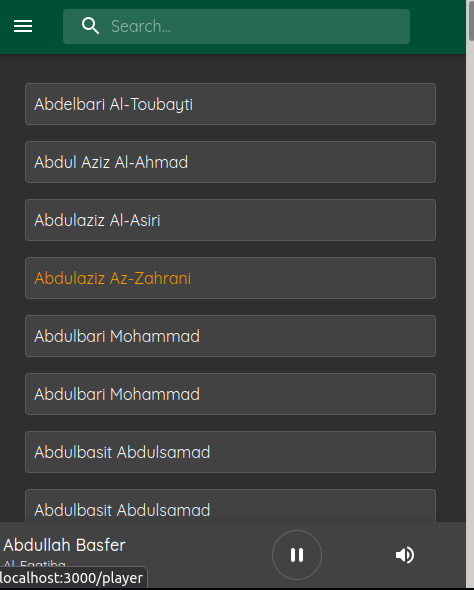 Search...
Abdelbari Al-Toubayti
Abdul Aziz Al-Ahmad
Abdulaziz Al-Asiri
Abdulaziz Az-Zahrani
Abdulbari Mohammad
Abdulbari Mohammad
Abdulbasit Abdulsamad
Abdulbasit Abdulsamad
Abdullah Basfer
Al-Faatiha
localhost:3000/player